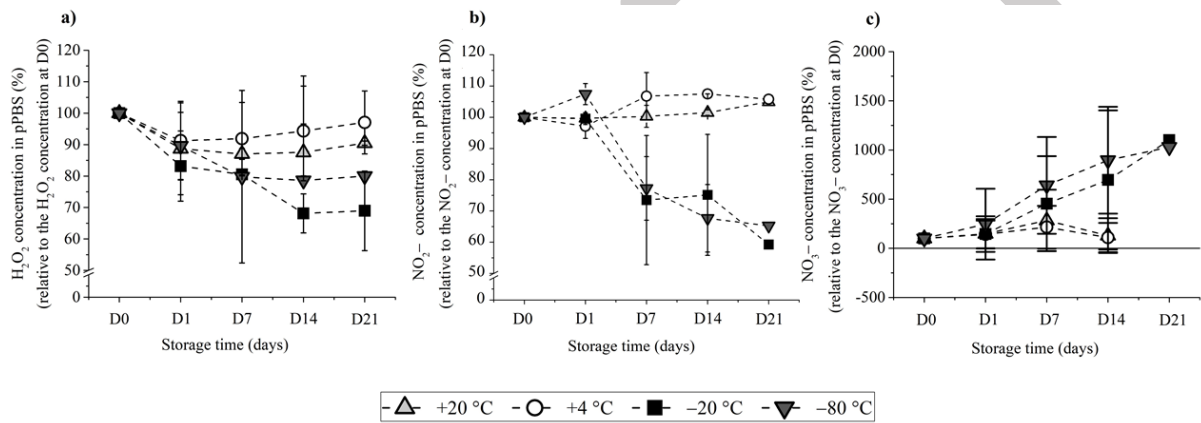 a)
H₂O₂ concentration in pPBS (%)
(relative to the H₂O₂ concentration at D0)
120
110
100
90
80
70
60
50
0
D0 D1 D7 D14 D21
Storage time (days)
b)
NO₂− concentration in pPBS (%)
(relative to the NO₂− concentration at D0)
120
110
100
90
80
70
60
50
0
D0 D1 D7 D14 D21
Storage time (days)
c)
NO₃− concentration in pPBS (%)
(relative to the NO₃− concentration at D0)
2000
1500
1000
500
0
-500
D0 D1 D7 D14 D21
Storage time (days)
+20 °C +4 °C −20 °C −80 °C